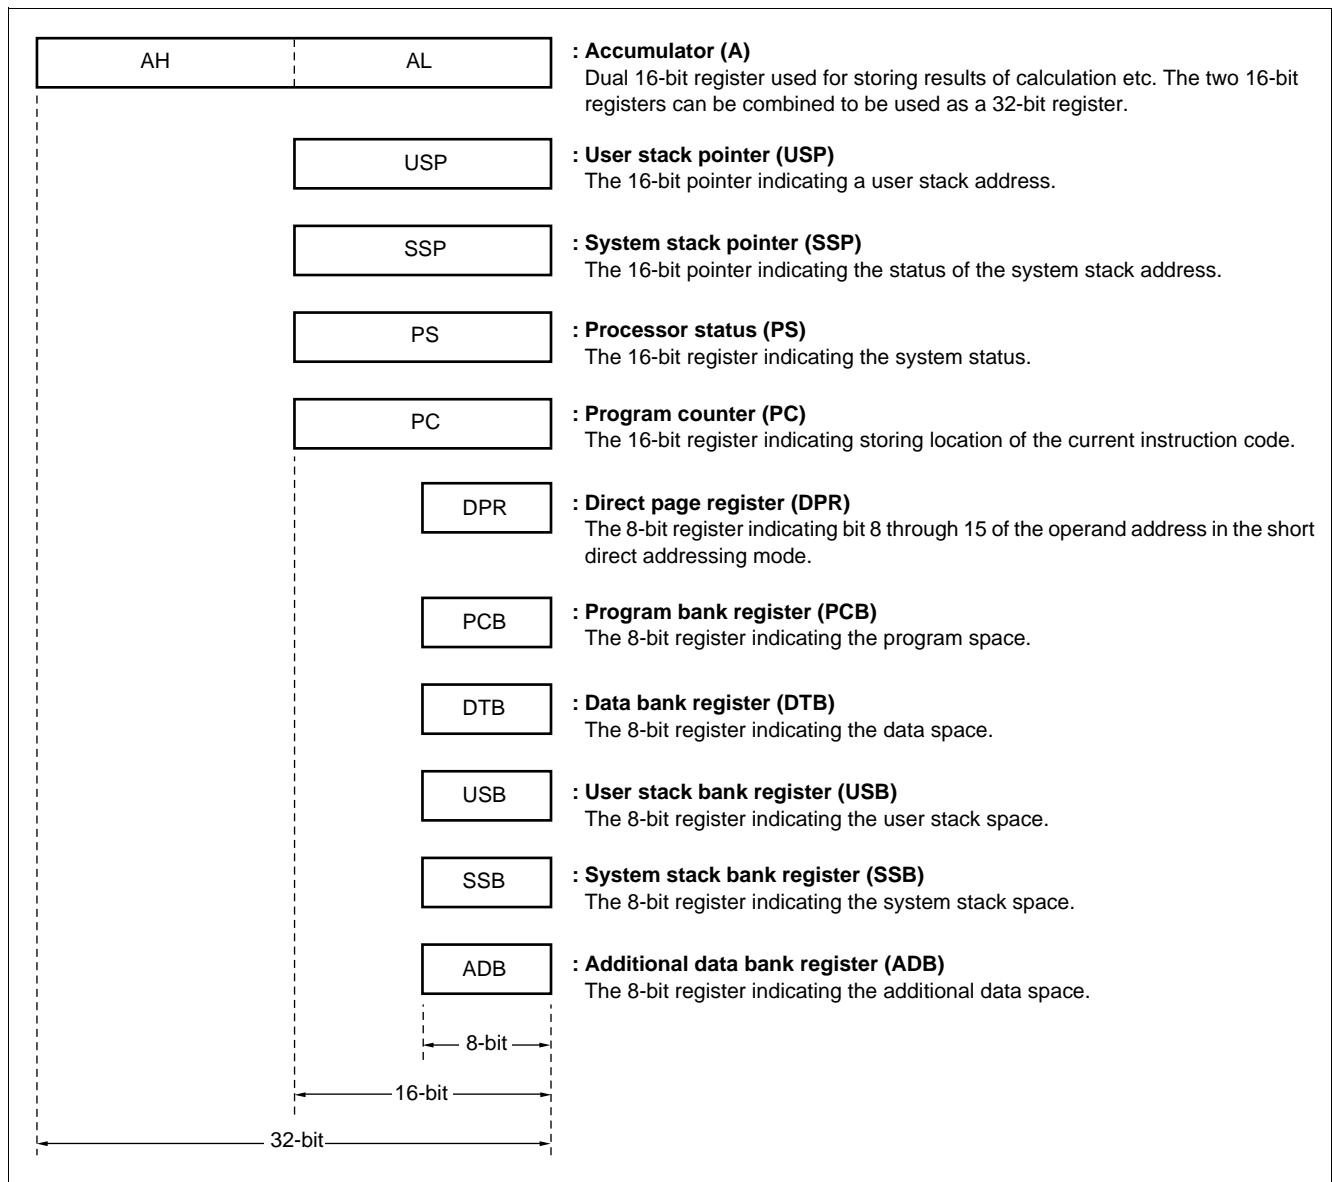 AH AL : Accumulator (A)
Dual 16-bit register used for storing results of calculation etc. The two 16-bit
registers can be combined to be used as a 32-bit register.
USP : User stack pointer (USP)
The 16-bit pointer indicating a user stack address.
SSP : System stack pointer (SSP)
The 16-bit pointer indicating the status of the system stack address.
PS : Processor status (PS)
The 16-bit register indicating the system status.
PC : Program counter (PC)
The 16-bit register indicating storing location of the current instruction code.
DPR : Direct page register (DPR)
The 8-bit register indicating bit 8 through 15 of the operand address in the short
direct addressing mode.
PCB : Program bank register (PCB)
The 8-bit register indicating the program space.
DTB : Data bank register (DTB)
The 8-bit register indicating the data space.
USB : User stack bank register (USB)
The 8-bit register indicating the user stack space.
SSB : System stack bank register (SSB)
The 8-bit register indicating the system stack space.
ADB : Additional data bank register (ADB)
The 8-bit register indicating the additional data space.
8-bit
16-bit
32-bit